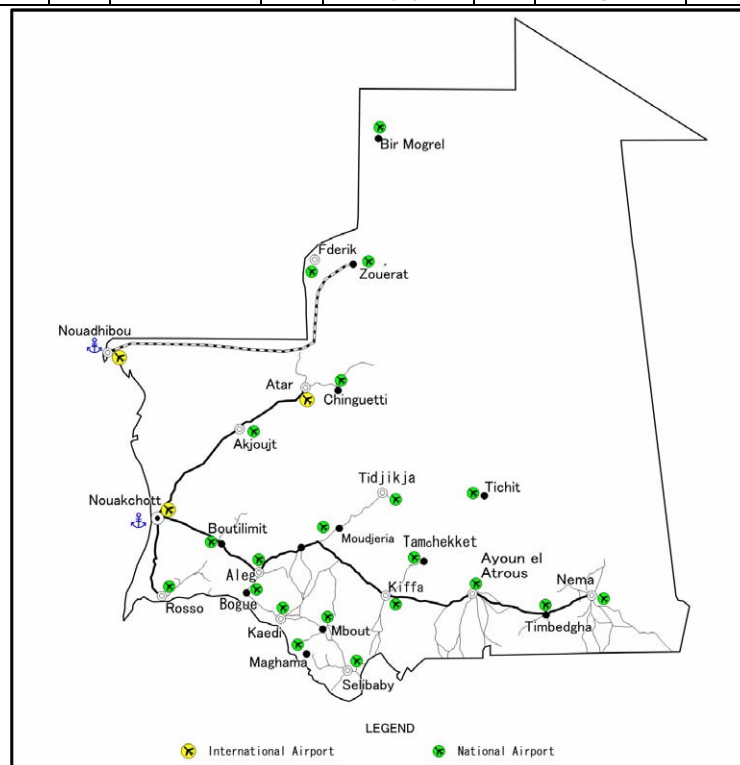 Bir Mogrel
Fderik
Zouerat
Nouadhibou
Atar
Chinguetti
Akjoujt
Tidjikja
Tichit
Nouakchott
Boutilimit
Moudjeria
Tamchekket
Ayoun el
Atrous
Aleg
Kiffa
Nema
Rosso
Bogue
Timbedgha
Kaedi
Mbout
Maghama
Selibaby
LEGEND
International Airport
National Airport